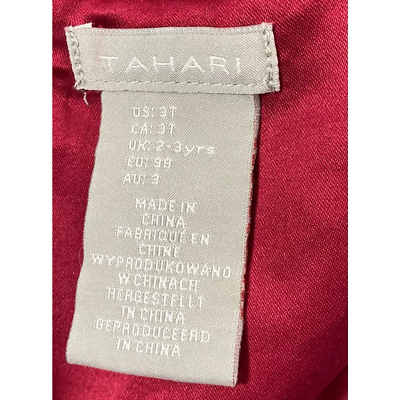 TAHARI
US: 3T
CA: 3T
UK: 2-3yrs
EU: 98
AU: 3
MADE IN
CHINA
FABRIQUE EN
CHINE
WYPRODUKOWANO
W CHINACH
HERGESTELLT
IN CHINA
GEPRODUCEERD
IN CHINA